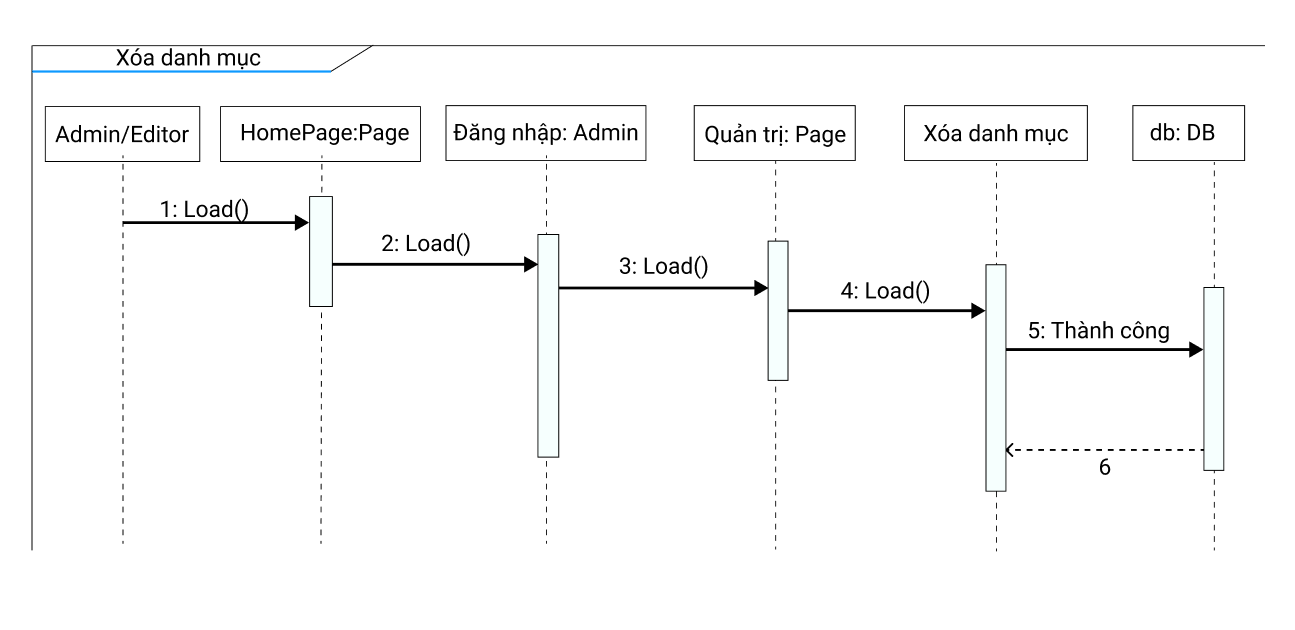 Xóa danh mục
Admin/Editor
HomePage:Page
Đăng nhập: Admin
Quản trị: Page
Xóa danh mục
db: DB
1: Load()
2: Load()
3: Load()
4: Load()
5: Thành công
6